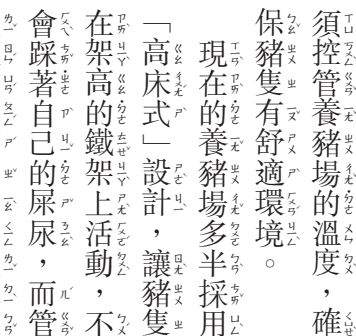 須控管養豬場的溫度，確
保豬隻有舒適環境。
現在的養豬場多半採用
「高床式」設計，讓豬隻
在架高的鐵架上活動，不
會踩著自己的屎尿，而管